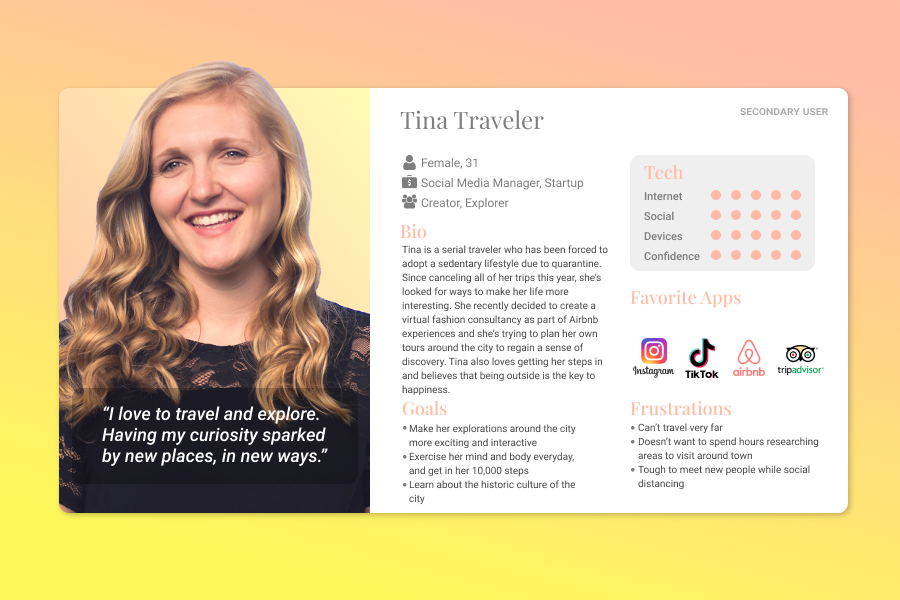 Tina Traveler
SECONDARY USER
Female, 31
Social Media Manager, Startup
Creator, Explorer
Bio
Tina is a serial traveler who has been forced to
adopt a sedentary lifestyle due to quarantine.
Since canceling all of her trips this year, she's
looked for ways to make her life more
interesting. She recently decided to create a
virtual fashion consultancy as part of Airbnb
experiences and she's trying to plan her own
tours around the city to regain a sense of
discovery. Tina also loves getting her steps in
and believes that being outside is the key to
happiness.
Goals
• Make her explorations around the city
more exciting and interactive
• Exercise her mind and body everyday,
and get in her 10,000 steps
• Learn about the historic culture of the
city
Tech
Internet
Social
Devices
Confidence
Favorite Apps
Instagram
TikTok
airbnb
tripadvisor®
Frustrations
• Can't travel very far
• Doesn't want to spend hours researching
areas to visit around town
• Tough to meet new people while social
distancing
“I love to travel and explore.
Having my curiosity sparked
by new places, in new ways.”